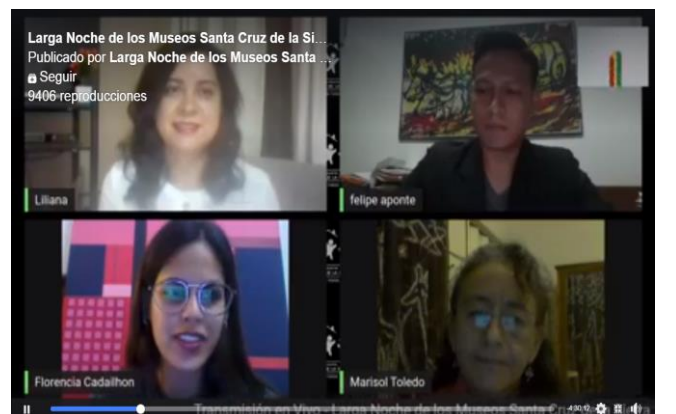 Larga Noche de los Museos Santa Cruz de la Si...
Publicado por Larga Noche de los Museos Santa ...
Seguir
9406 reproducciones
Liliana
felipe aponte
Florencia Cadailhon
Marisol Toledo
Transmisión en Vivo - Larga Noche de los Museos Santa Cruz